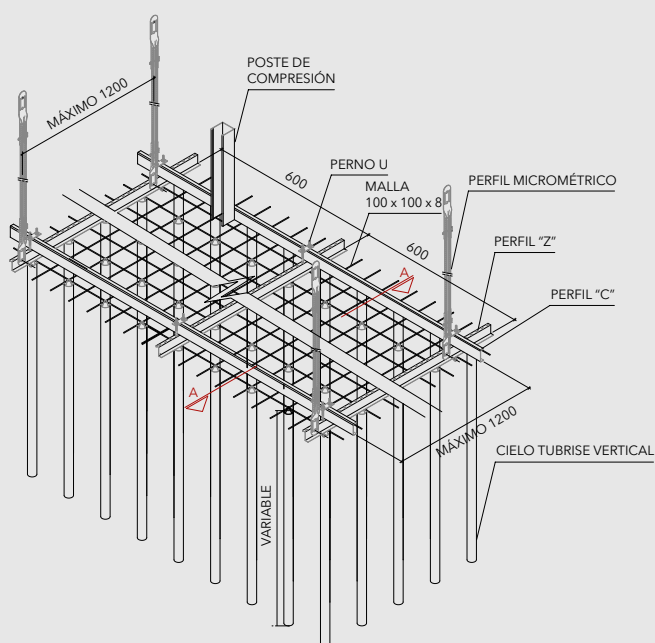 POSTE DE
COMPRESIÓN
MÁXIMO 1200
PERNO U
600
MALLA
100 x 100 x 8
PERFIL MICROMÉTRICO
600
PERFIL “Z”
A
PERFIL “C”
A
MÁXIMO 1200
CIELO TUBRISE VERTICAL
VARIABLE